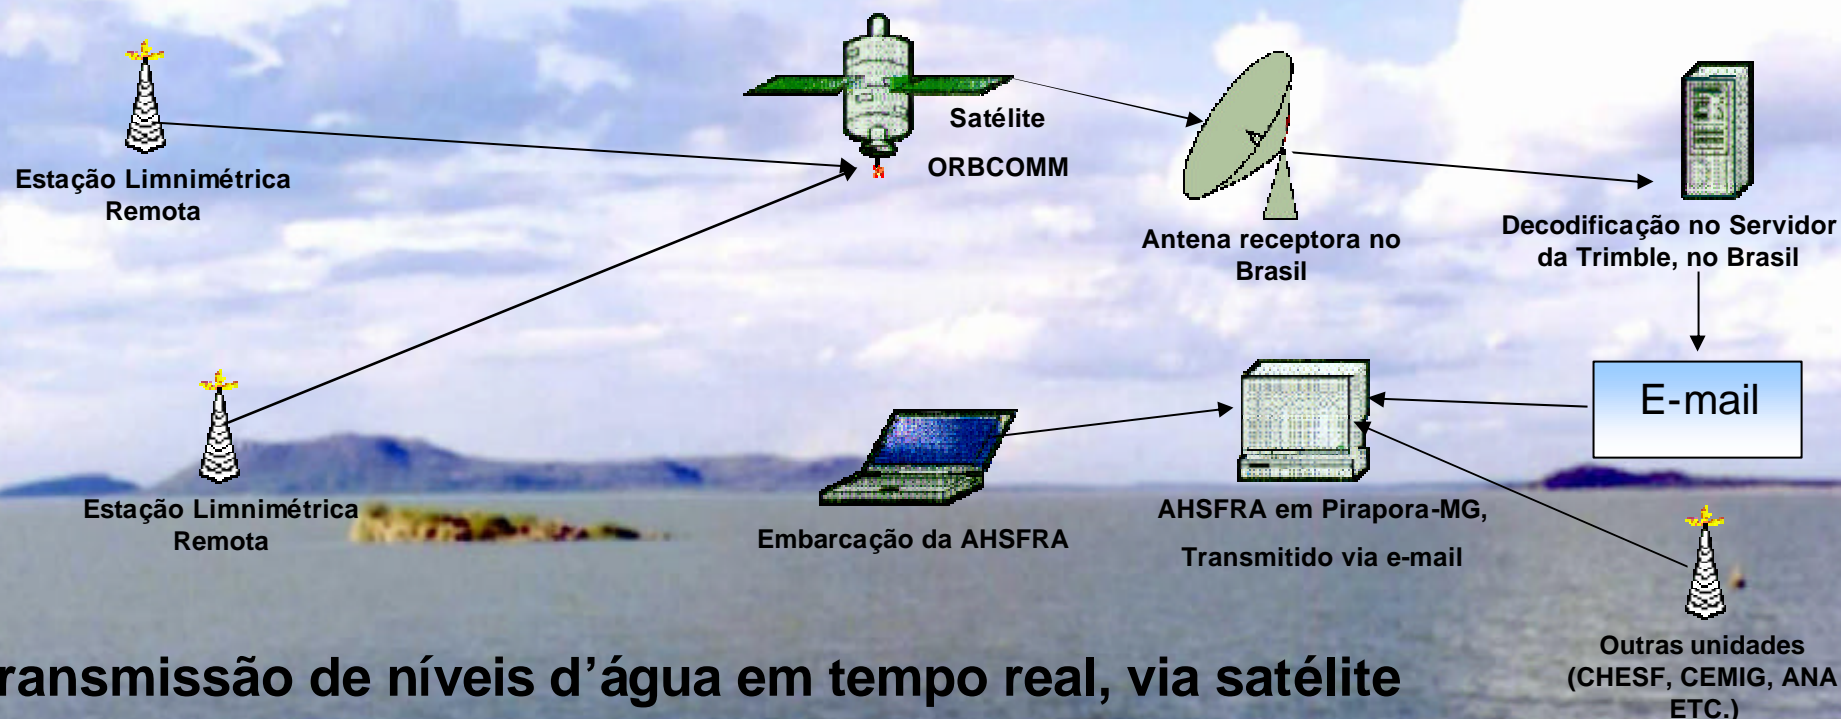 Satélite
ORBCOMM
Estação Limnimétrica
Remota
Antena receptora no
Brasil
Decodificação no Servidor
da Trimble, no Brasil
E-mail
Estação Limnimétrica
Remota
Embarcação da AHSFRA
AHSFRA em Pirapora-MG,
Transmitido via e-mail
Outras unidades
(CHESF, CEMIG, ANA
ETC.)
ransmissão de níveis d’água em tempo real, via satélite